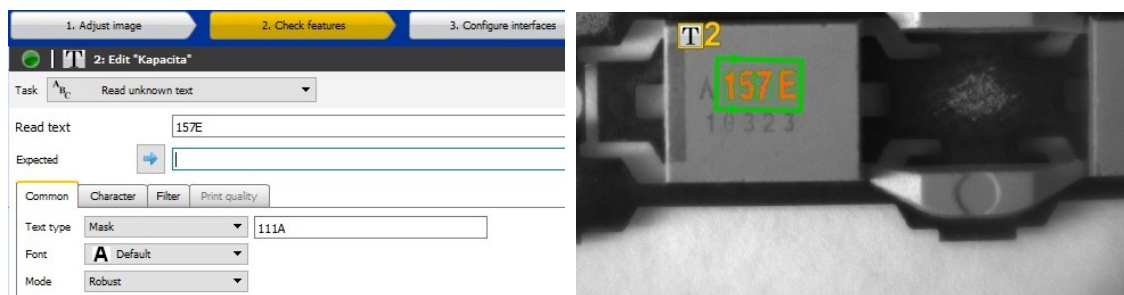 1. Adjust image
2. Check features
3. Configure interfaces
2: Edit "Kapacita"
Task ABC Read unknown text
Read text 157E
Expected
Common Character Filter Print quality
Text type Mask 111A
Font A Default
Mode Robust
T2
A 157 E
10323